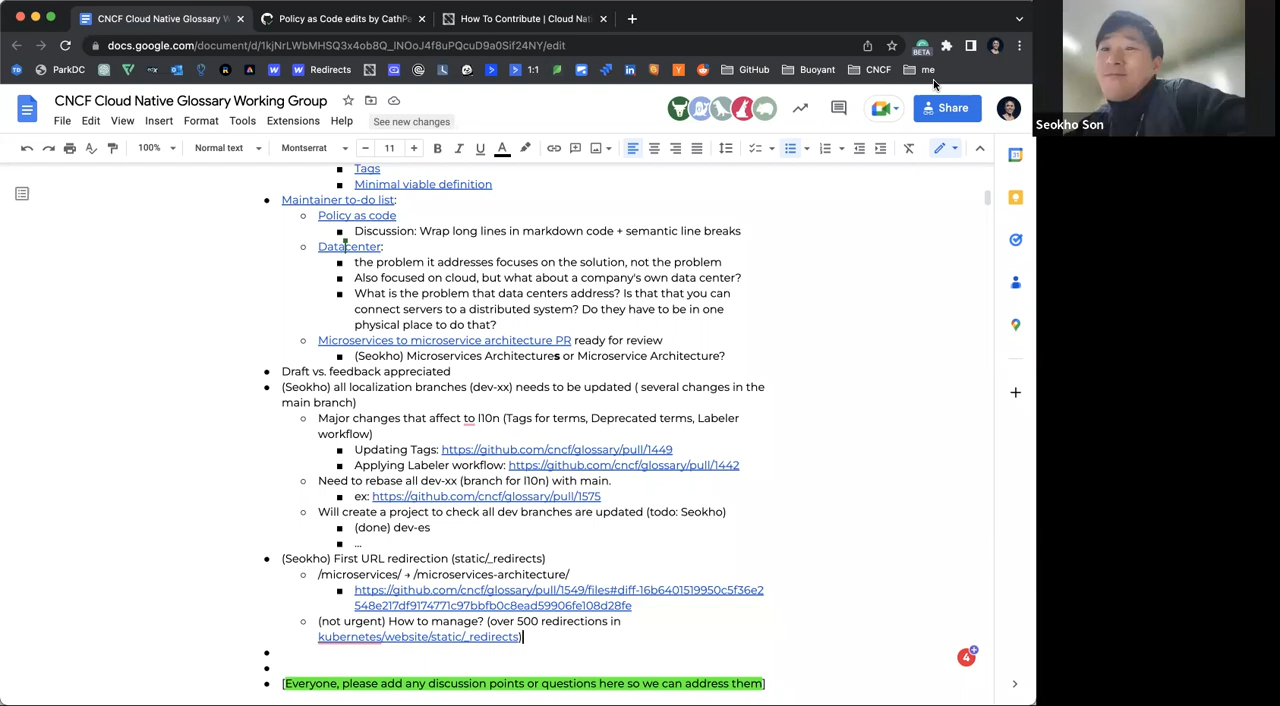 CNCF Cloud Native Glossary W
Policy as Code edits by CathPa
How To Contribute | Cloud Nati
docs.google.com/document/d/1kjNrLWbMHSQ3x4ob8Q_lNOoJ4f8uPQcuD9a0Sif24NY/edit
BETA
ParkDC
Redirects
1:1
GitHub
Buoyant
CNCF
me
CNCF Cloud Native Glossary Working Group
File Edit View Insert Format Tools Extensions Help
See new changes
Share
100%
Normal text
Montserrat
11
Tags
Minimal viable definition
Maintainer to-do list:
Policy as code
Discussion: Wrap long lines in markdown code + semantic line breaks
Datacenter:
the problem it addresses focuses on the solution, not the problem
Also focused on cloud, but what about a company's own data center?
What is the problem that data centers address? Is that that you can
connect servers to a distributed system? Do they have to be in one
physical place to do that?
Microservices to microservice architecture PR ready for review
(Seokho) Microservices Architectures or Microservice Architecture?
Draft vs. feedback appreciated
(Seokho) all localization branches (dev-xx) needs to be updated ( several changes in the
main branch)
Major changes that affect to l10n (Tags for terms, Deprecated terms, Labeler
workflow)
Updating Tags: https://github.com/cncf/glossary/pull/1449
Applying Labeler workflow: https://github.com/cncf/glossary/pull/1442
Need to rebase all dev-xx (branch for l10n) with main.
ex: https://github.com/cncf/glossary/pull/1575
Will create a project to check all dev branches are updated (todo: Seokho)
(done) dev-es
...
(Seokho) First URL redirection (static/_redirects)
/microservices/ → /microservices-architecture/
https://github.com/cncf/glossary/pull/1549/files#diff-16b6401519950c5f36e2
548e217df9174771c97bbfb0c8ead59906fe108d28fe
(not urgent) How to manage? (over 500 redirections in
kubernetes/website/static/_redirects)
[Everyone, please add any discussion points or questions here so we can address them]
4
Seokho Son